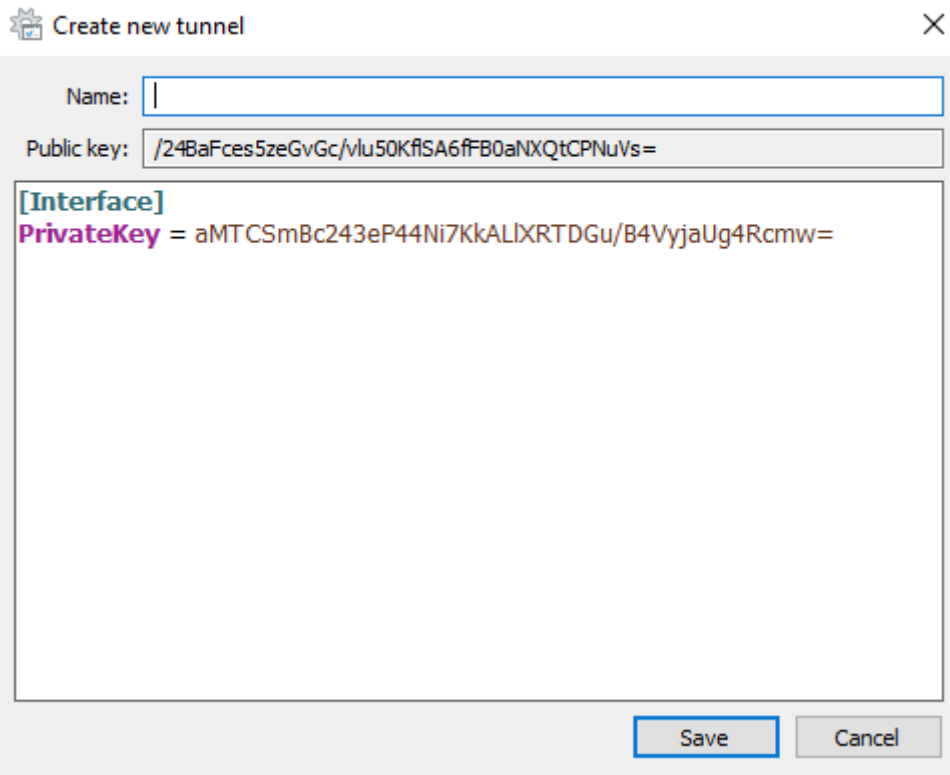 Create new tunnel
Name:
Public key: /24BaFces5zeGvGc/vlu50KflSA6fFB0aNXQtCPNuVs=
[Interface]
PrivateKey = aMTCSmBc243eP44Ni7KkALlXRTDGu/B4VyjaUg4Rcmw=
Save Cancel